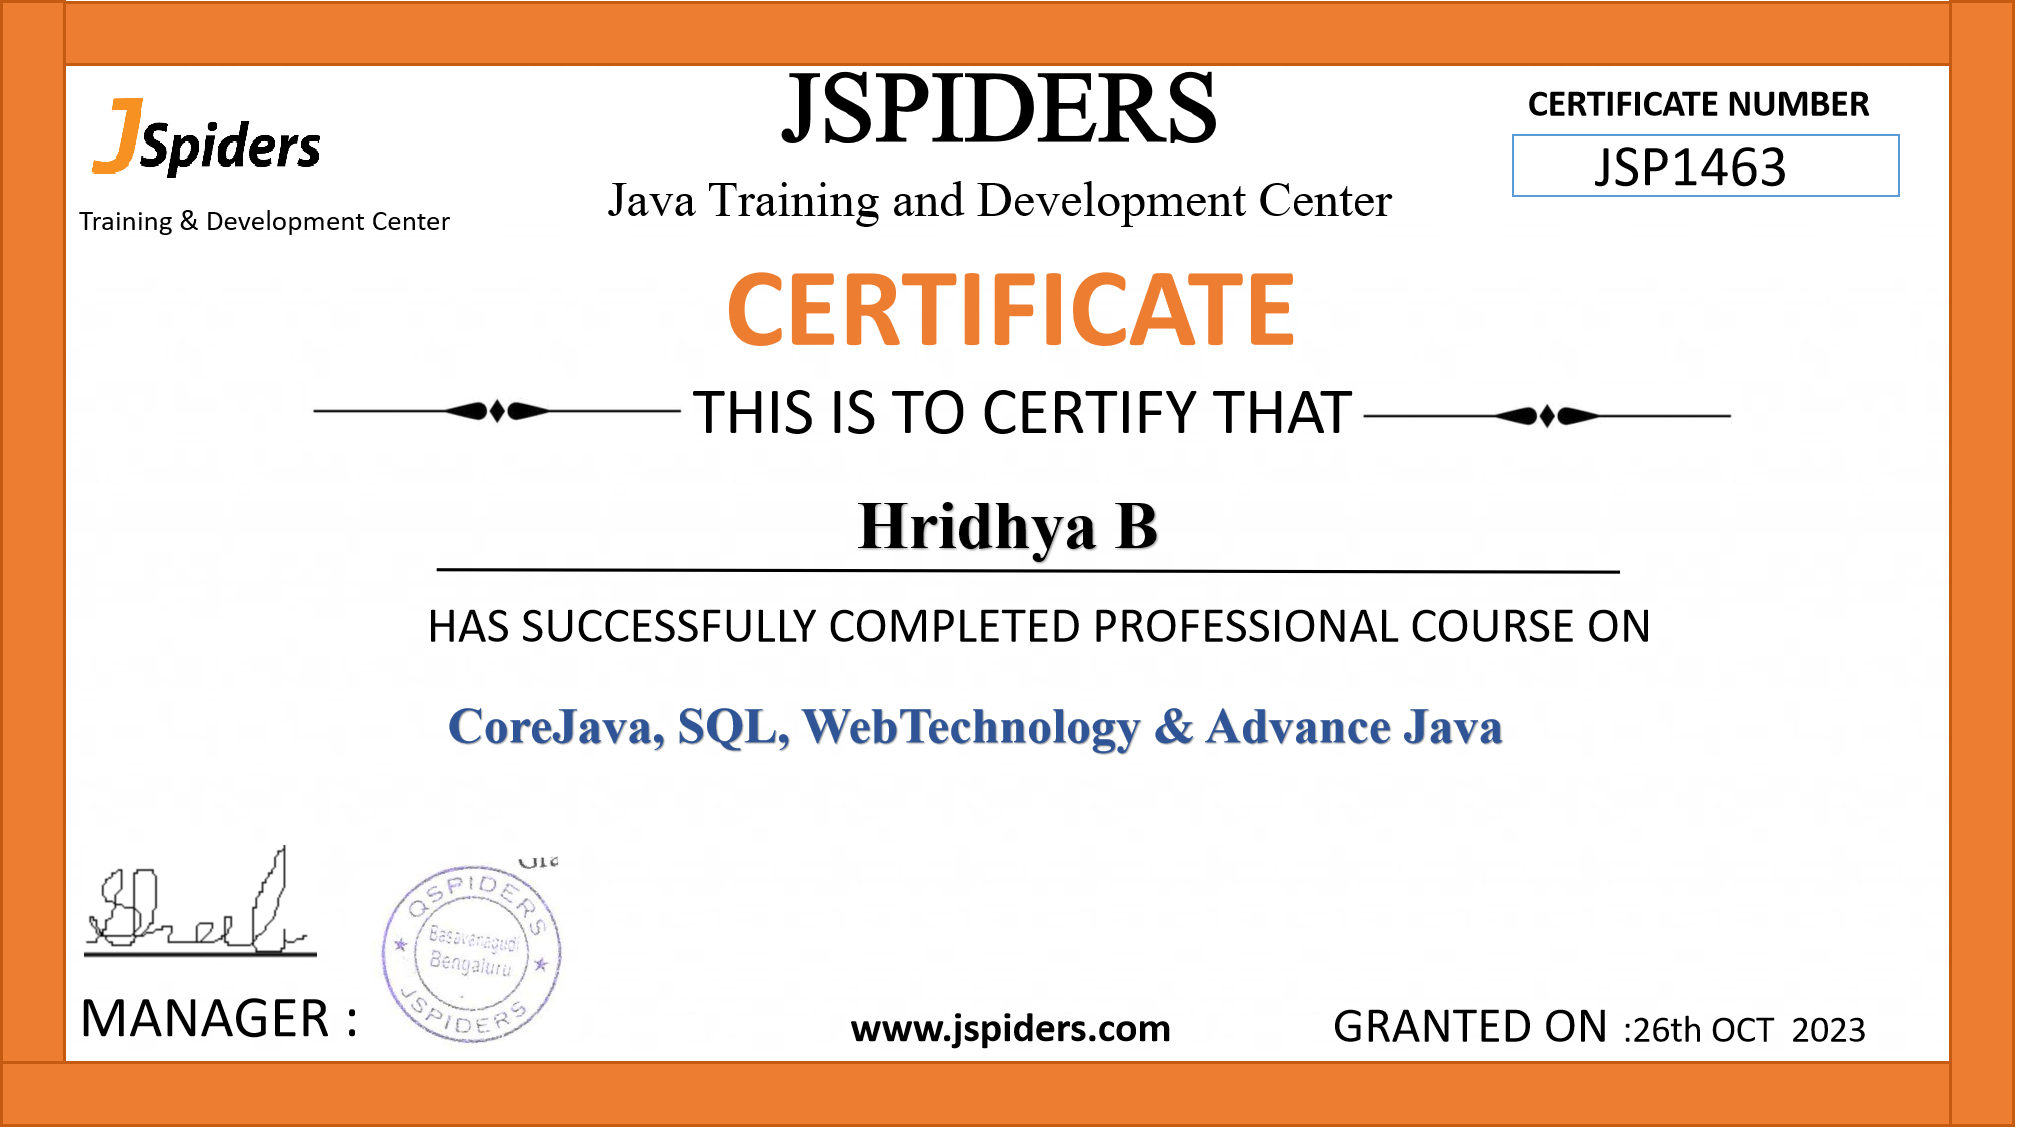 JSpiders
Training & Development Center
JSPIDERS
Java Training and Development Center
CERTIFICATE NUMBER
JSP1463
CERTIFICATE
THIS IS TO CERTIFY THAT
Hridhya B
HAS SUCCESSFULLY COMPLETED PROFESSIONAL COURSE ON
CoreJava, SQL, WebTechnology & Advance Java
QSPIDERS
Basavanagudi
Bengaluru
JSPIDERS
MANAGER :
www.jspiders.com
GRANTED ON :26th OCT 2023